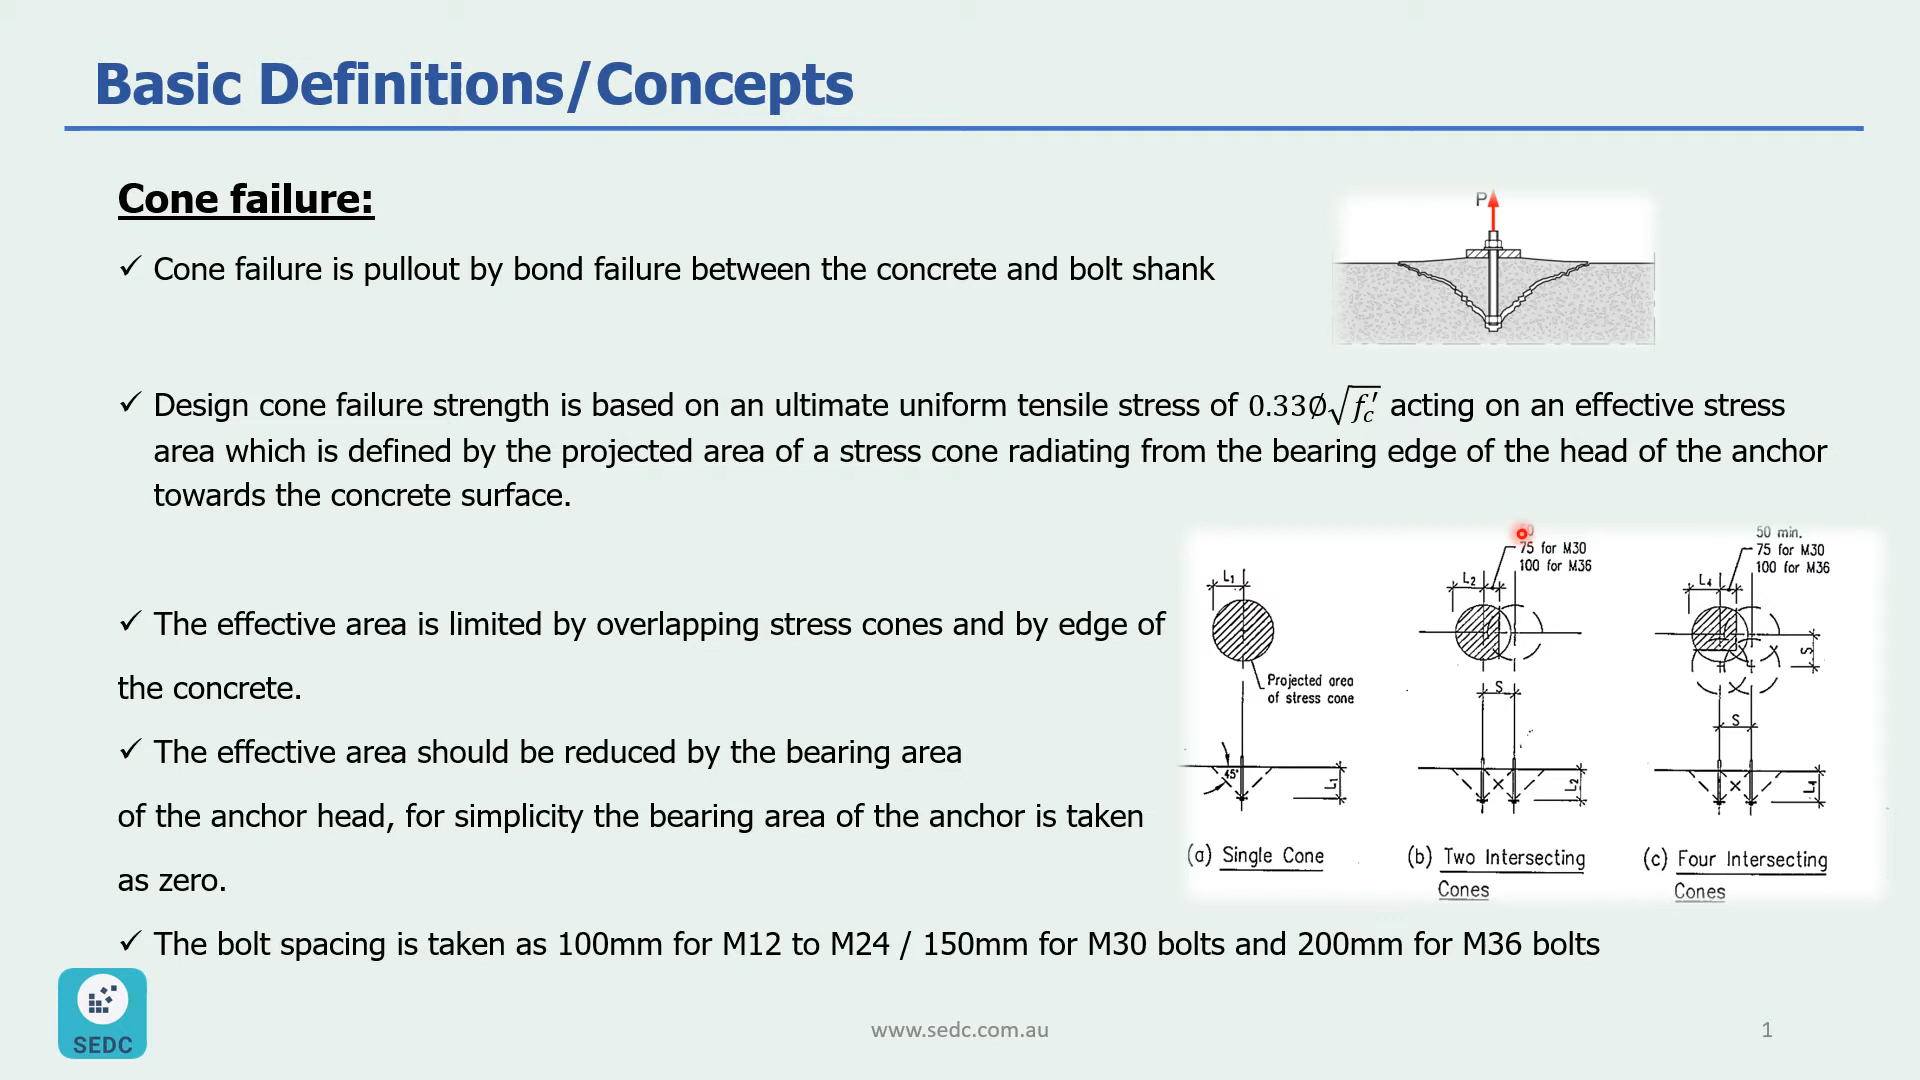 Basic Definitions/Concepts
Cone failure:
✓ Cone failure is pullout by bond failure between the concrete and bolt shank
P
✓ Design cone failure strength is based on an ultimate uniform tensile stress of 0.33∅√f′c acting on an effective stress
area which is defined by the projected area of a stress cone radiating from the bearing edge of the head of the anchor
towards the concrete surface.
✓ The effective area is limited by overlapping stress cones and by edge of
the concrete.
✓ The effective area should be reduced by the bearing area
of the anchor head, for simplicity the bearing area of the anchor is taken
as zero.
✓ The bolt spacing is taken as 100mm for M12 to M24 / 150mm for M30 bolts and 200mm for M36 bolts
L1
Projected area
of stress cone
45°
L1
(a) Single Cone
75 for M30
100 for M36
L2
S
L2
(b) Two Intersecting
Cones
50 min.
75 for M30
100 for M36
L4
S
S
L4
(c) Four Intersecting
Cones
SEDC
www.sedc.com.au
1